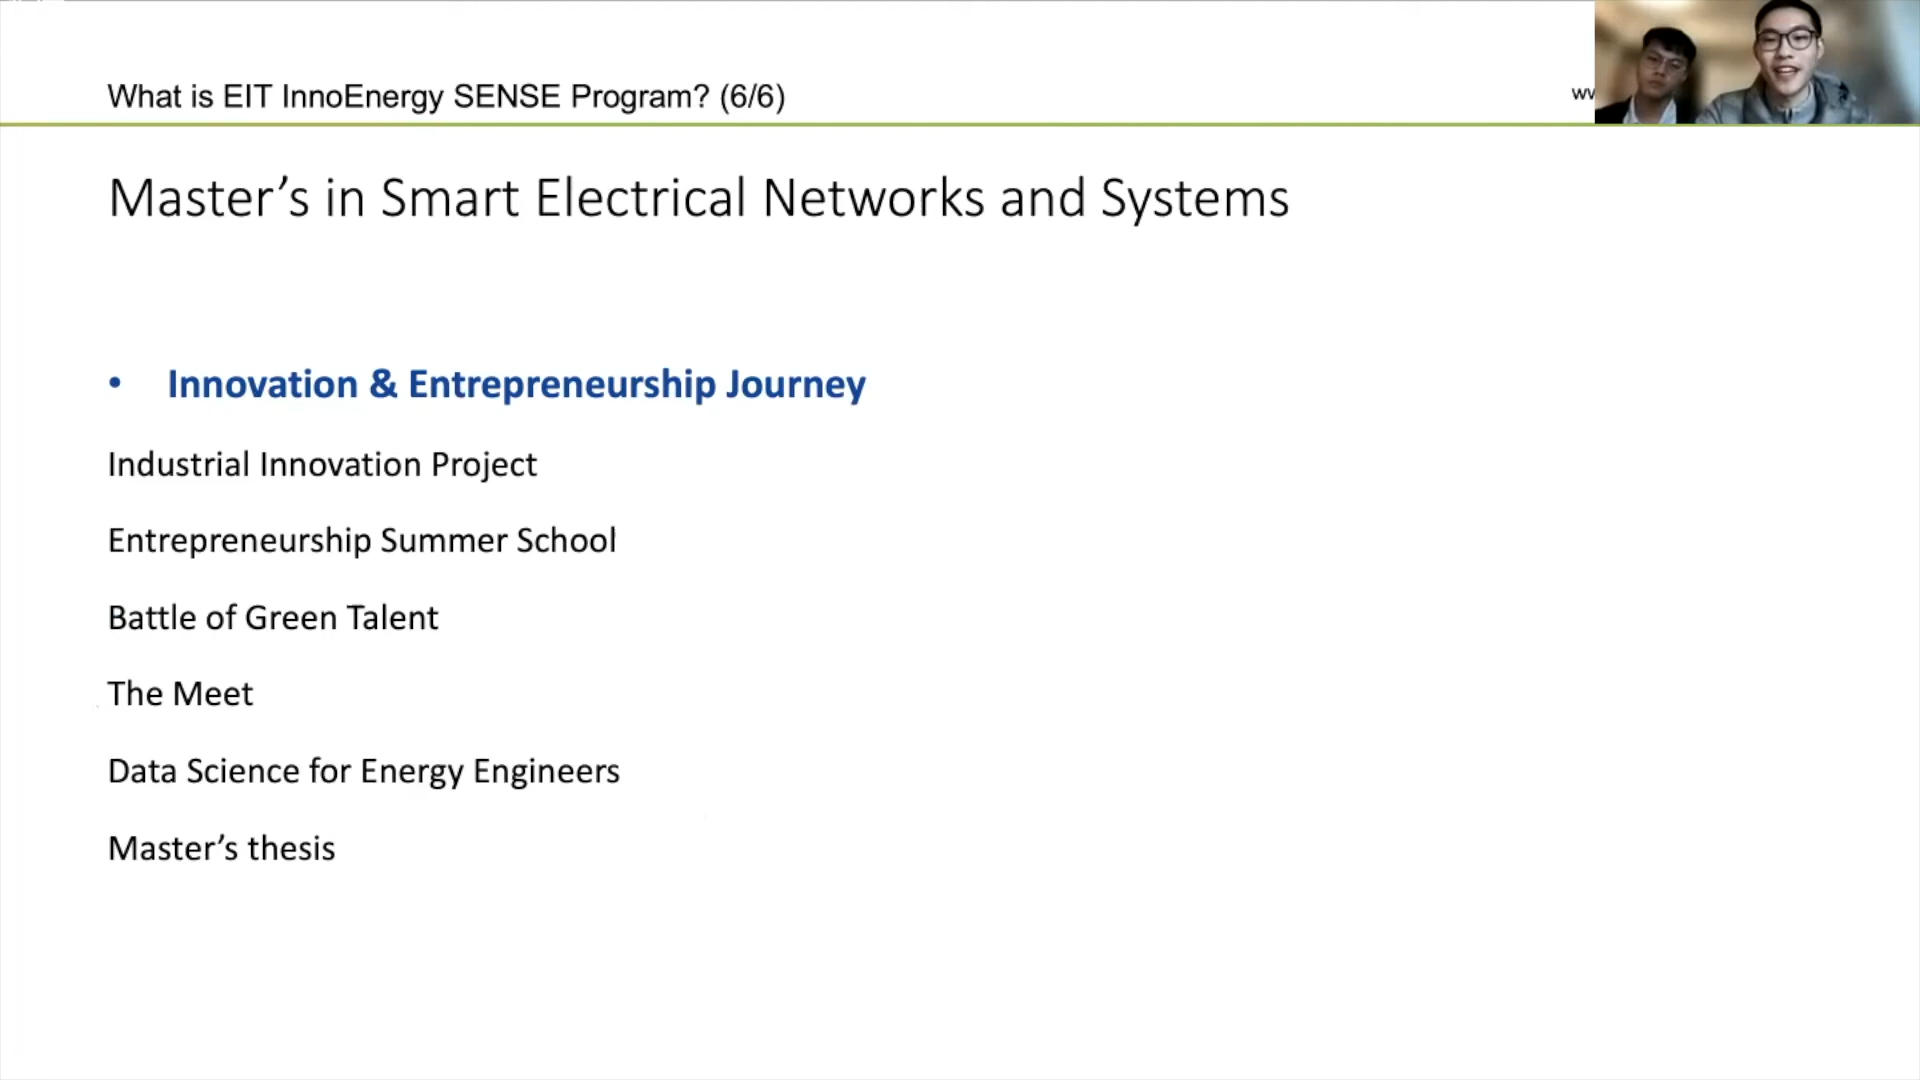 What is EIT InnoEnergy SENSE Program? (6/6)
Master’s in Smart Electrical Networks and Systems
• Innovation & Entrepreneurship Journey
Industrial Innovation Project
Entrepreneurship Summer School
Battle of Green Talent
The Meet
Data Science for Energy Engineers
Master’s thesis